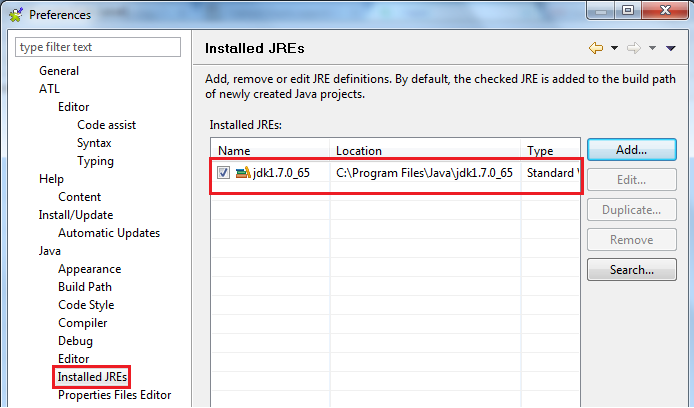 Preferences
type filter text
General
ATL
Editor
Code assist
Syntax
Typing
Help
Content
Install/Update
Automatic Updates
Java
Appearance
Build Path
Code Style
Compiler
Debug
Editor
Installed JREs
Properties Files Editor
Installed JREs
Add, remove or edit JRE definitions. By default, the checked JRE is added to the build path
of newly created Java projects.
Installed JREs:
Name Location Type
jdk1.7.0_65 C:\Program Files\Java\jdk1.7.0_65 Standard
Add...
Edit...
Duplicate...
Remove
Search...